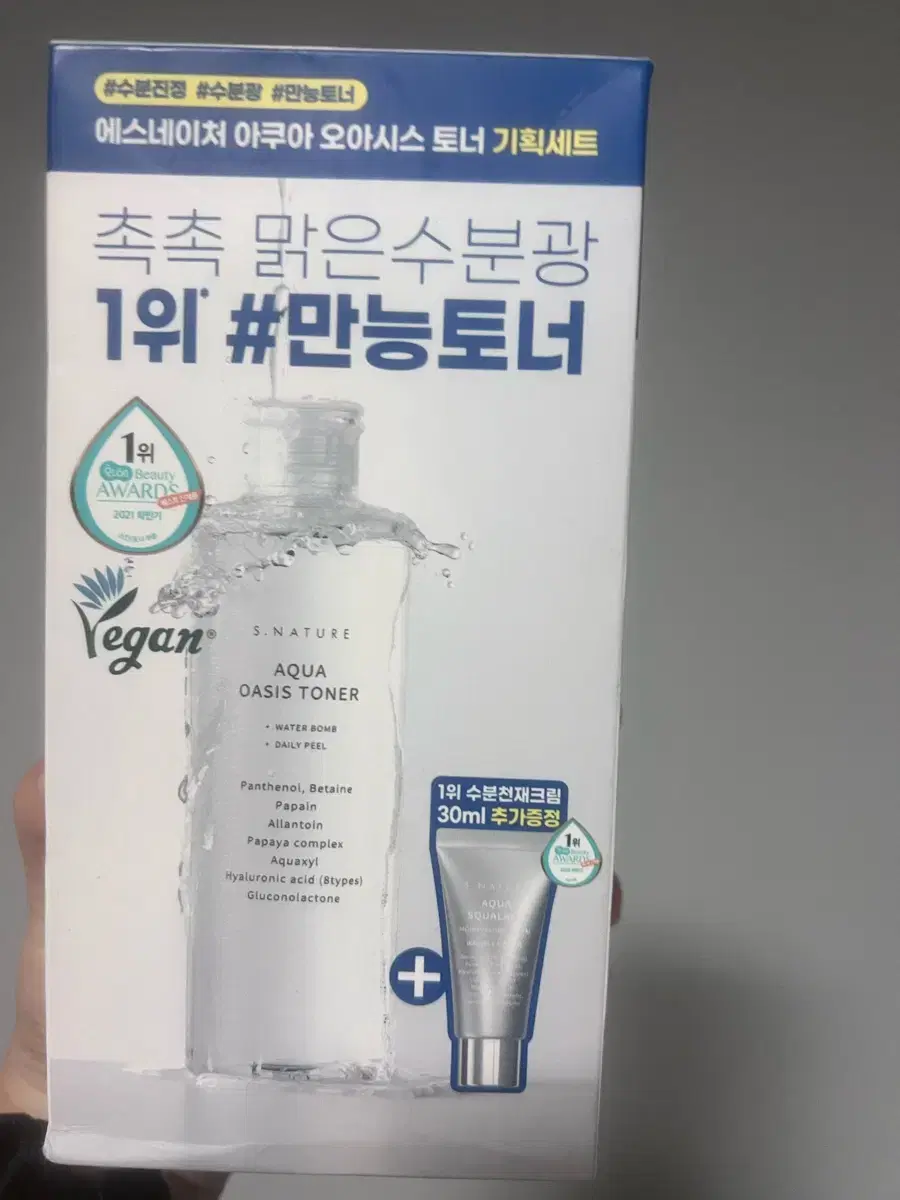 #수분진정 #수분광 #만능토너
에스네이처 아쿠아 오아시스 토너 기획세트
촉촉 맑은수분광
1위* #만능토너
1위
Beauty
AWARDS
2021 하반기
Vegan®
S.NATURE
AQUA
OASIS TONER
• WATER BOMB
• DAILY PEEL
Panthenol, Betaine
Papain
Allantoin
Papaya complex
Aquaxyl
Hyaluronic acid (8types)
Gluconolactone
1위 수분천재크림
30ml 추가증정
1위
Beauty
AWARDS
+
S.NATURE
AQUA